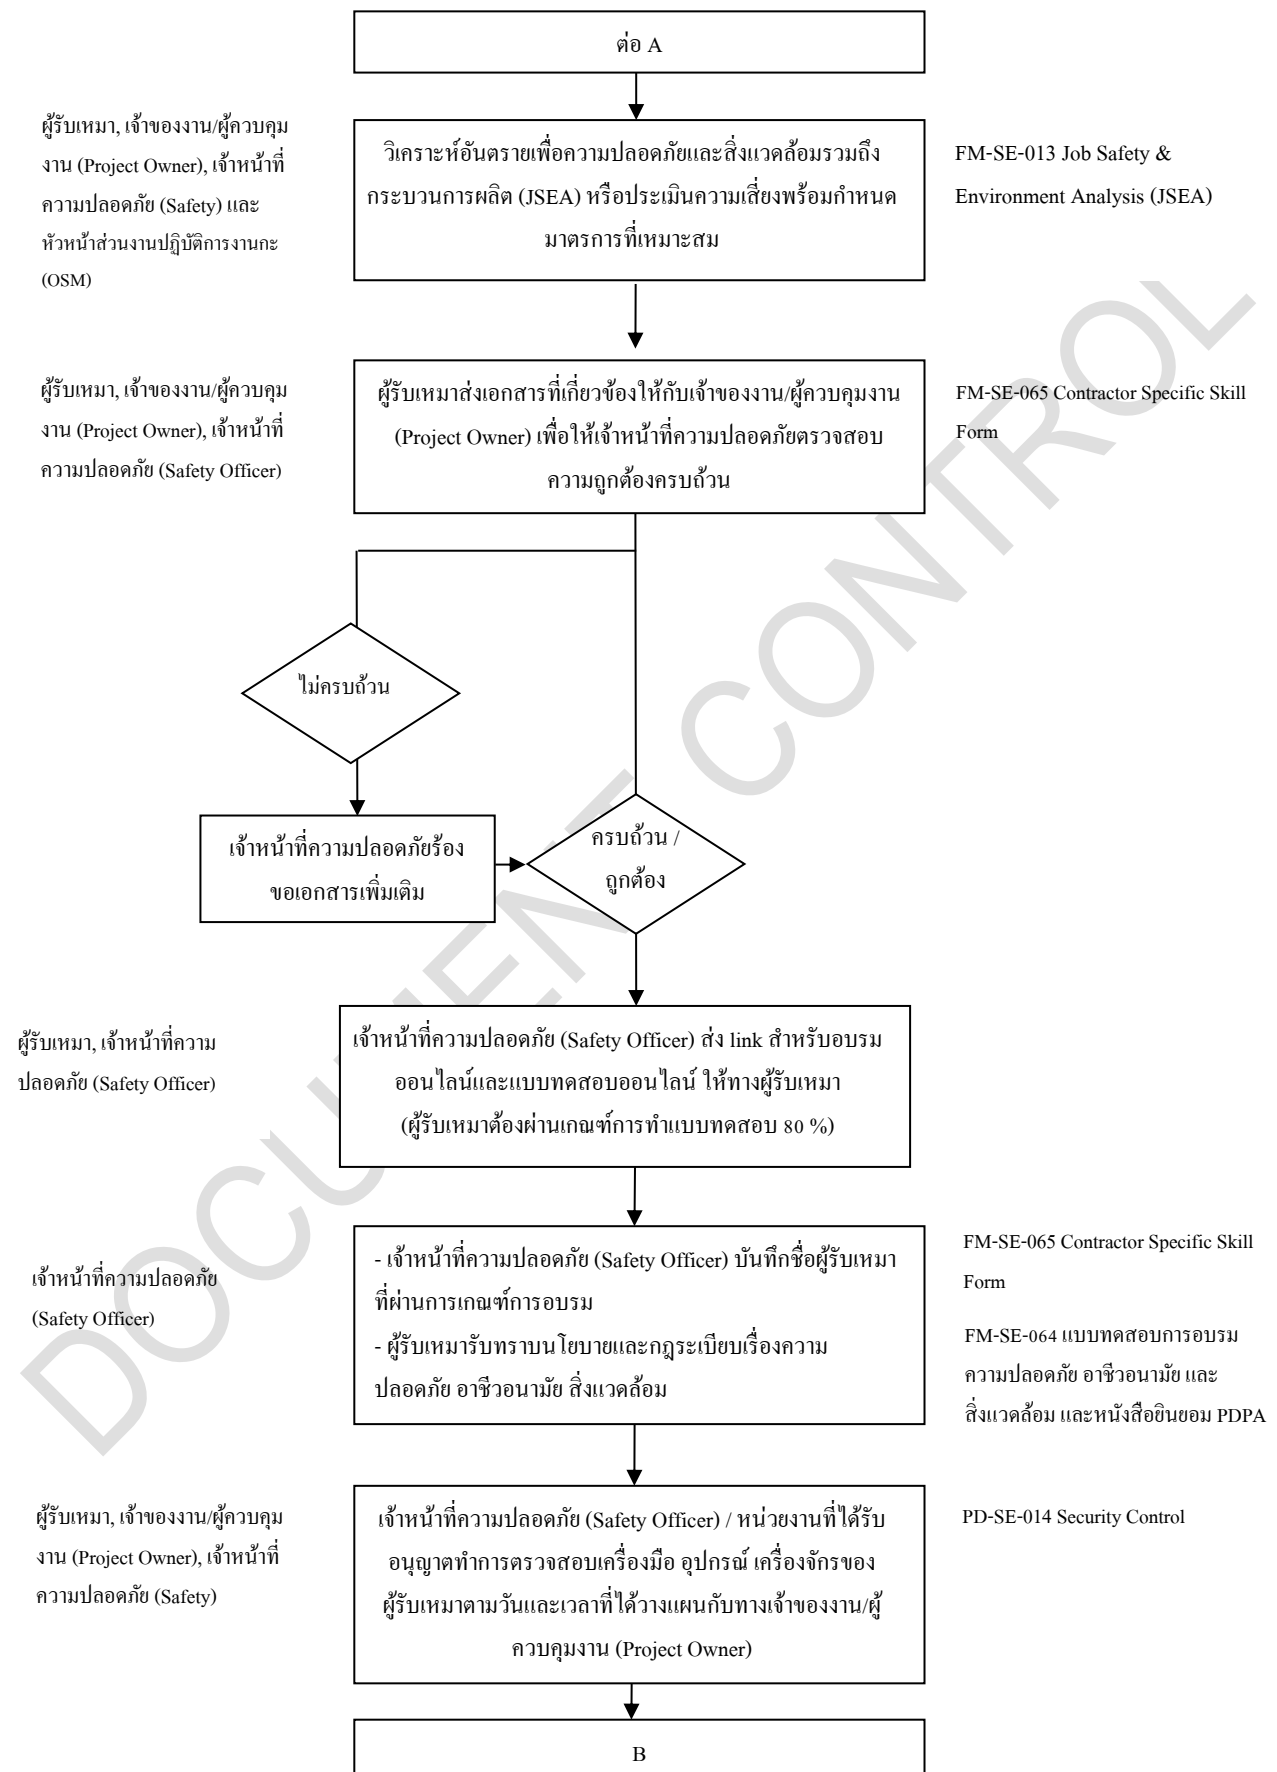 ต่อ A
ผู้รับเหมา, เจ้าของงาน/ผู้ควบคุม
งาน (Project Owner), เจ้าหน้าที่
ความปลอดภัย (Safety) และ
หัวหน้าส่วนงานปฏิบัติการงานกะ
(OSM)
วิเคราะห์อันตรายเพื่อความปลอดภัยและสิ่งแวดล้อมรวมถึง
กระบวนการผลิต (JSEA) หรือประเมินความเสี่ยงพร้อมกำหนด
มาตรการที่เหมาะสม
FM-SE-013 Job Safety &
Environment Analysis (JSEA)
ผู้รับเหมา, เจ้าของงาน/ผู้ควบคุม
งาน (Project Owner), เจ้าหน้าที่
ความปลอดภัย (Safety Officer)
ผู้รับเหมาส่งเอกสารที่เกี่ยวข้องให้กับเจ้าของงาน/ผู้ควบคุมงาน
(Project Owner) เพื่อให้เจ้าหน้าที่ความปลอดภัยตรวจสอบ
ความถูกต้องครบถ้วน
FM-SE-065 Contractor Specific Skill
Form
ไม่ครบถ้วน
เจ้าหน้าที่ความปลอดภัยร้อง
ขอเอกสารเพิ่มเติม
ครบถ้วน /
ถูกต้อง
ผู้รับเหมา, เจ้าหน้าที่ความ
ปลอดภัย (Safety Officer)
เจ้าหน้าที่ความปลอดภัย (Safety Officer) ส่ง link สำหรับอบรม
ออนไลน์และแบบทดสอบออนไลน์ ให้ทางผู้รับเหมา
(ผู้รับเหมาต้องผ่านเกณฑ์การทำแบบทดสอบ 80 %)
เจ้าหน้าที่ความปลอดภัย
(Safety Officer)
- เจ้าหน้าที่ความปลอดภัย (Safety Officer) บันทึกชื่อผู้รับเหมา
ที่ผ่านการเกณฑ์การอบรม
- ผู้รับเหมารับทราบนโยบายและกฎระเบียบเรื่องความ
ปลอดภัย อาชีวอนามัย สิ่งแวดล้อม
FM-SE-065 Contractor Specific Skill
Form
FM-SE-064 แบบทดสอบการอบรม
ความปลอดภัย อาชีวอนามัย และ
สิ่งแวดล้อม และหนังสือยินยอม PDPA
ผู้รับเหมา, เจ้าของงาน/ผู้ควบคุม
งาน (Project Owner), เจ้าหน้าที่
ความปลอดภัย (Safety)
เจ้าหน้าที่ความปลอดภัย (Safety Officer) / หน่วยงานที่ได้รับ
อนุญาตทำการตรวจสอบเครื่องมือ อุปกรณ์ เครื่องจักรของ
ผู้รับเหมาตามวันและเวลาที่ได้วางแผนกับทางเจ้าของงาน/ผู้
ควบคุมงาน (Project Owner)
PD-SE-014 Security Control
B
DOCUMENT CONTROL